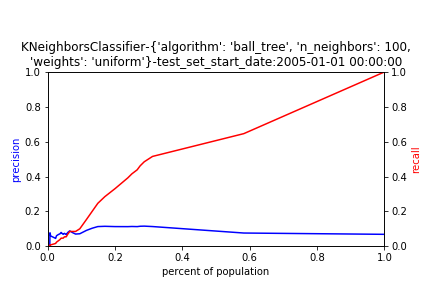 KNeighborsClassifier-{'algorithm': 'ball_tree', 'n_neighbors': 100,
'weights': 'uniform'}-test_set_start_date:2005-01-01 00:00:00
1.0 1.0
0.8 0.8
0.6 0.6
precision recall
0.4 0.4
0.2 0.2
0.0 0.0
0.0 0.2 0.4 0.6 0.8 1.0
percent of population